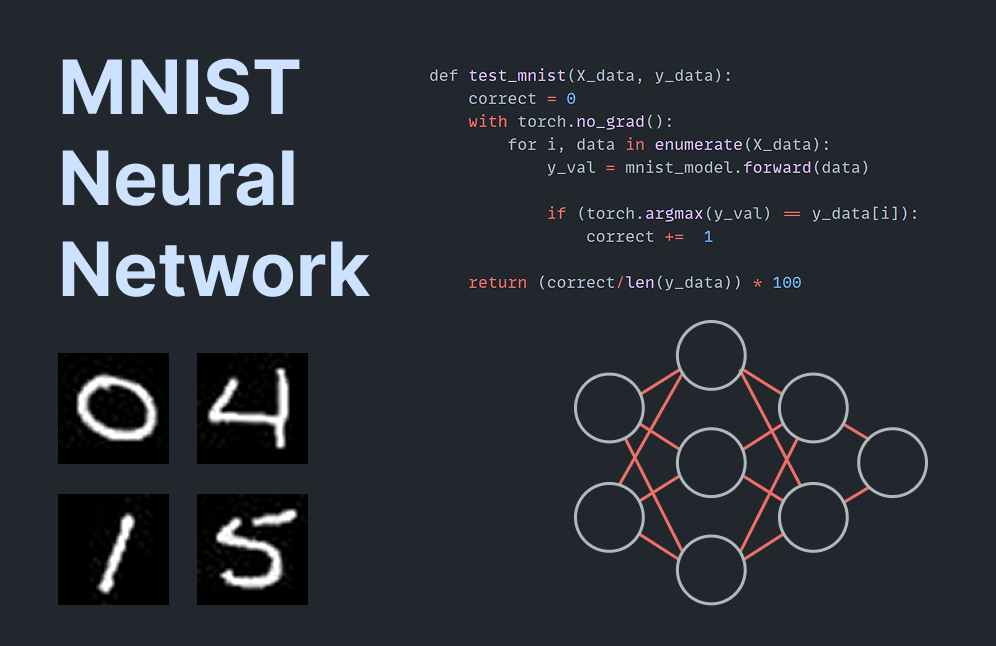 MNIST
Neural
Network
def test_mnist(X_data, y_data):
    correct = 0
    with torch.no_grad():
        for i, data in enumerate(X_data):
            y_val = mnist_model.forward(data)
            if (torch.argmax(y_val) == y_data[i]):
                correct +=  1
    return (correct/len(y_data)) * 100
0 4
1 5